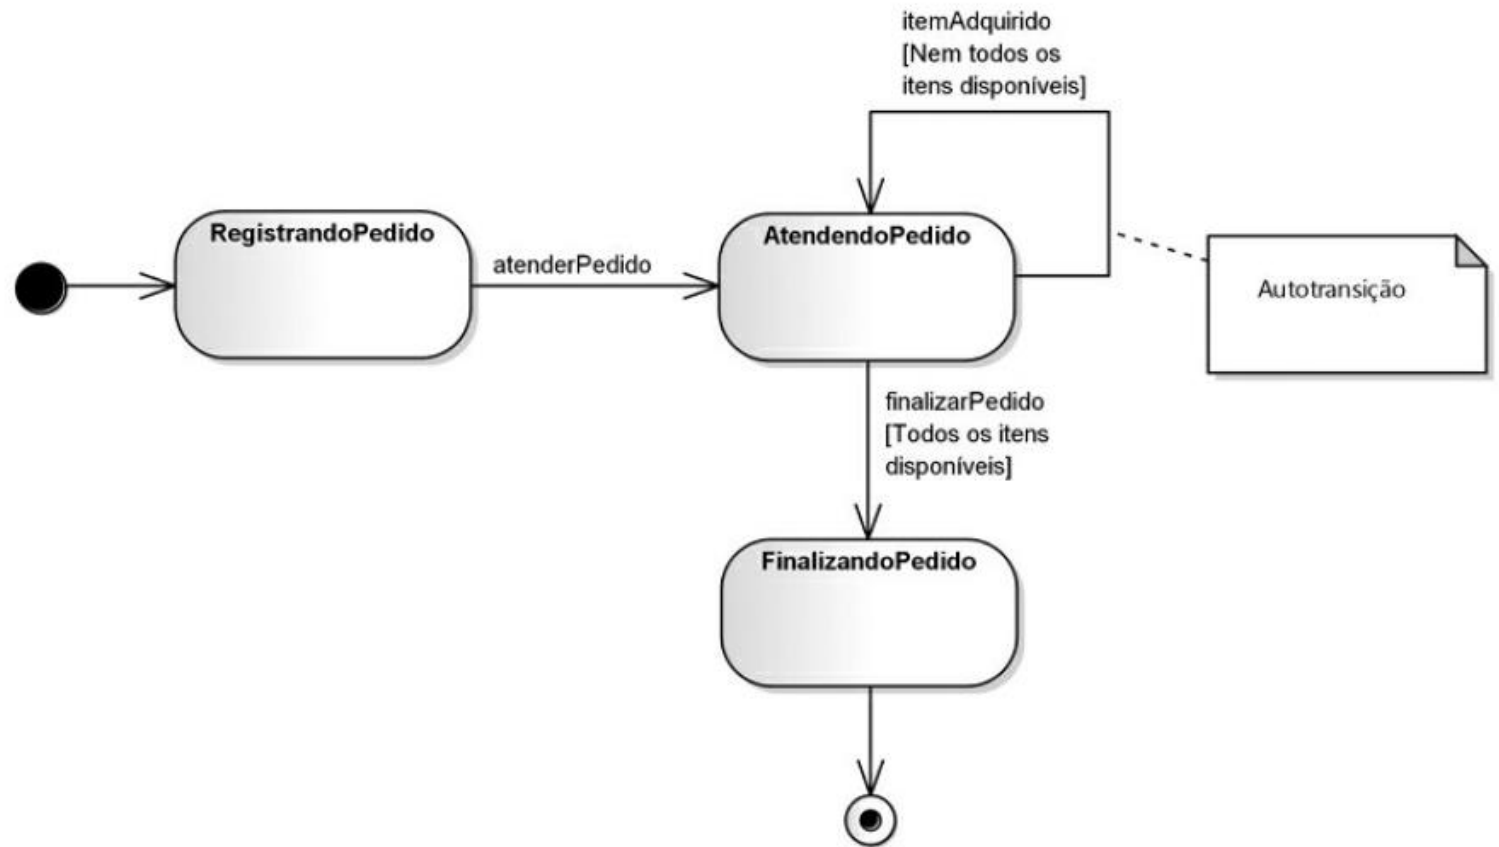 itemAdquirido
[Nem todos os
itens disponíveis]
RegistrandoPedido
atenderPedido
AtendendoPedido
Autotransição
finalizarPedido
[Todos os itens
disponíveis]
FinalizandoPedido